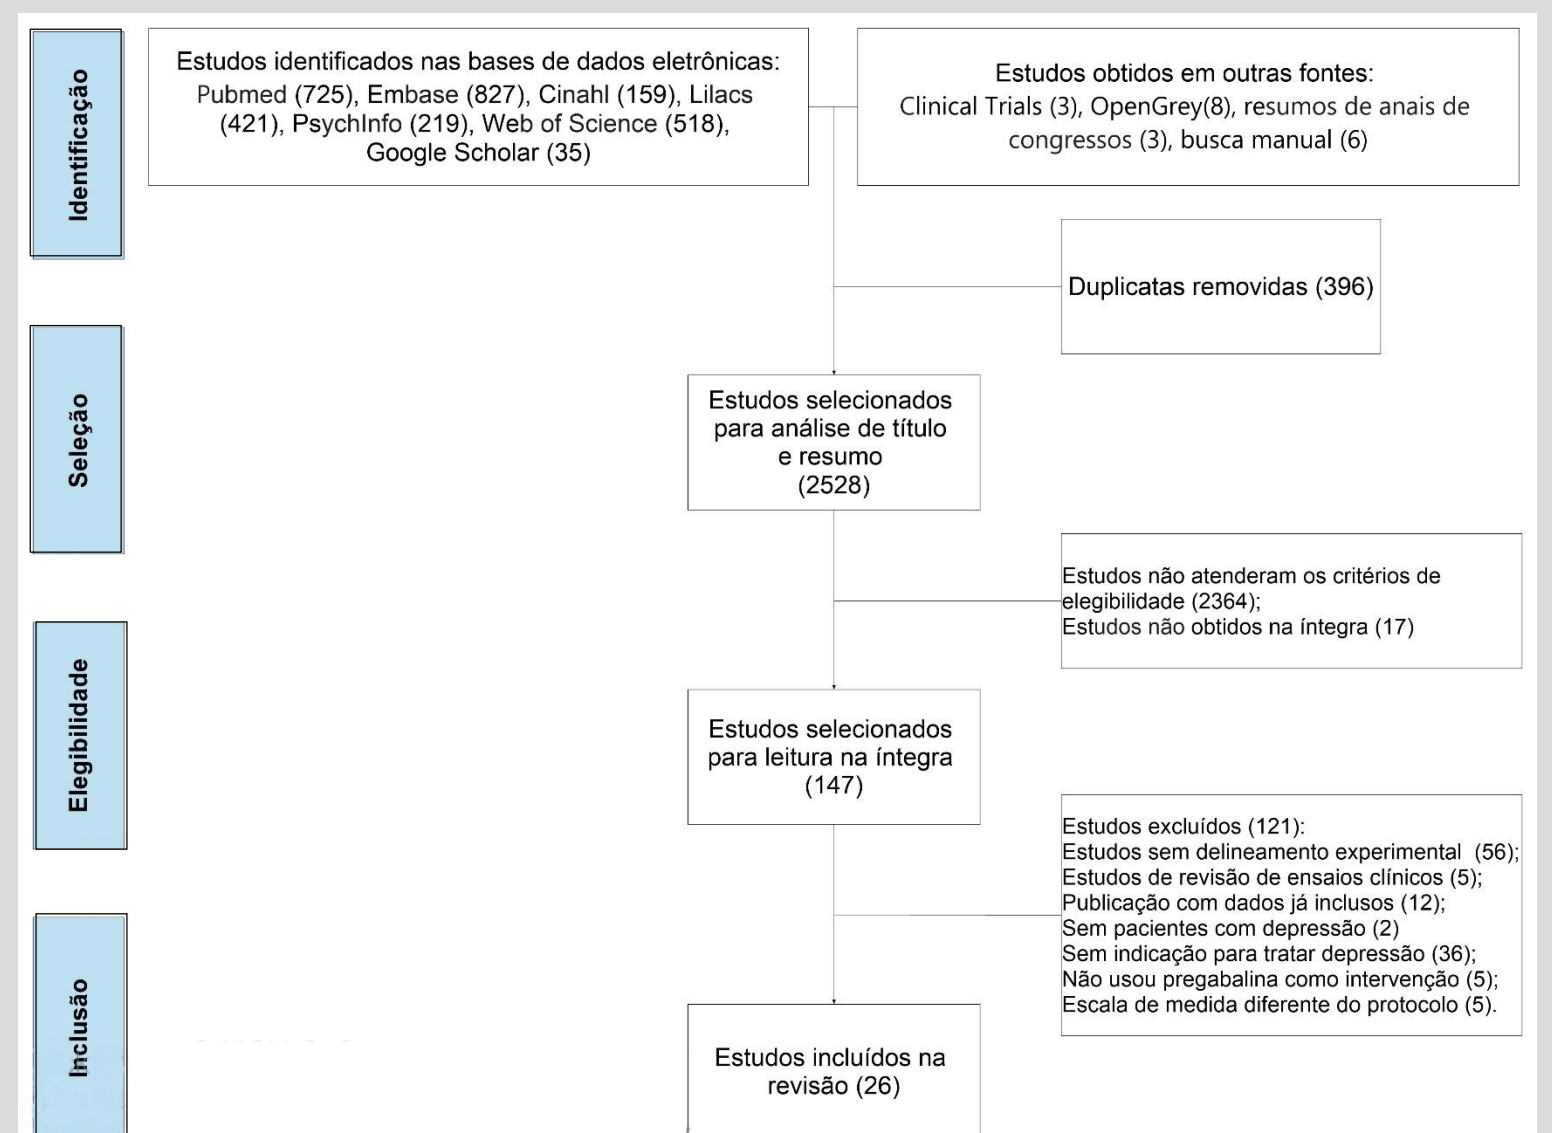 Identificação
Estudos identificados nas bases de dados eletrônicas:
Pubmed (725), Embase (827), Cinahl (159), Lilacs
(421), PsychInfo (219), Web of Science (518),
Google Scholar (35)
Estudos obtidos em outras fontes:
Clinical Trials (3), OpenGrey(8), resumos de anais de
congressos (3), busca manual (6)
Duplicatas removidas (396)
Seleção
Estudos selecionados
para análise de título
e resumo
(2528)
Estudos não atenderam os critérios de
elegibilidade (2364);
Estudos não obtidos na íntegra (17)
Elegibilidade
Estudos selecionados
para leitura na íntegra
(147)
Estudos excluídos (121):
Estudos sem delineamento experimental  (56);
Estudos de revisão de ensaios clínicos (5);
Publicação com dados já inclusos (12);
Sem pacientes com depressão (2)
Sem indicação para tratar depressão (36);
Não usou pregabalina como intervenção (5);
Escala de medida diferente do protocolo (5).
Inclusão
Estudos incluídos na
revisão (26)